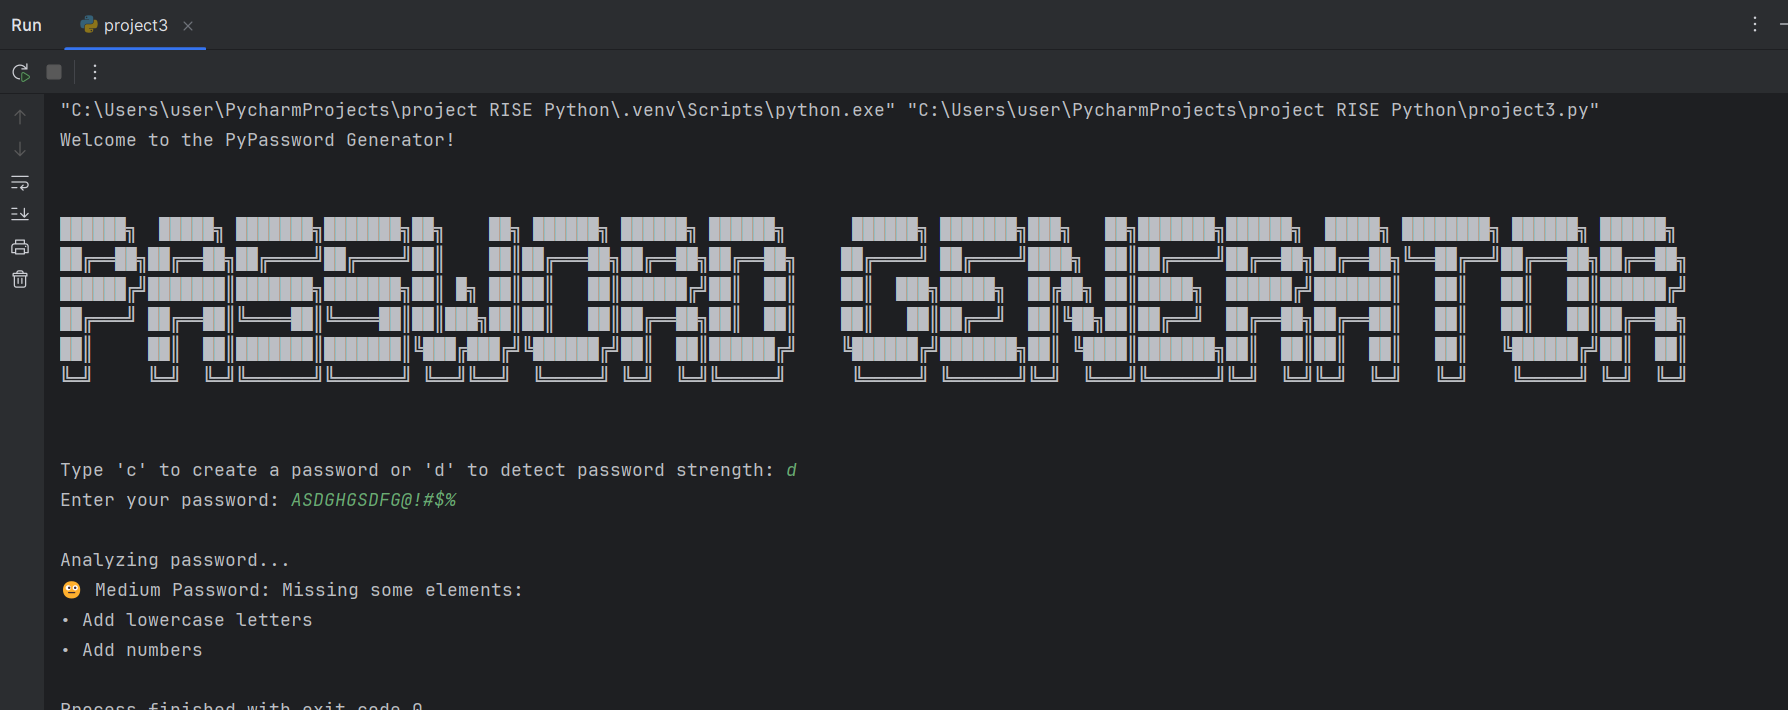 Run project3
"C:\Users\user\PycharmProjects\project RISE Python\.venv\Scripts\python.exe" "C:\Users\user\PycharmProjects\project RISE Python\project3.py"
Welcome to the PyPassword Generator!
PASSWORD GENERATOR
Type 'c' to create a password or 'd' to detect password strength: d
Enter your password: ASDGHGSDFG@!#$%
Analyzing password...
😐 Medium Password: Missing some elements:
• Add lowercase letters
• Add numbers
Process finished with exit code 0